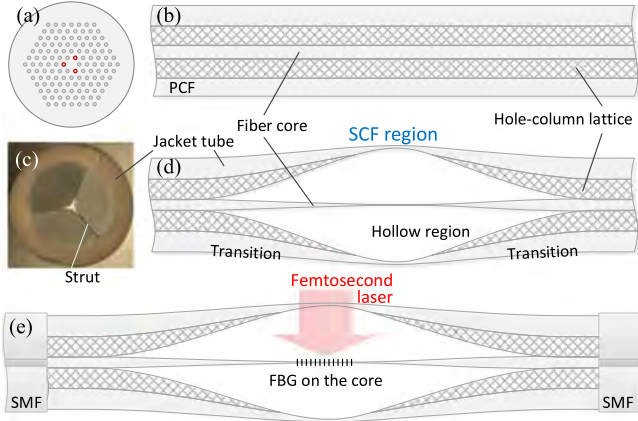 (a)
(b)
PCF
Fiber core
Hole-column lattice
(c)
Jacket tube
SCF region
(d)
Hollow region
Transition
Transition
Strut
Femtosecond
laser
(e)
FBG on the core
SMF
SMF